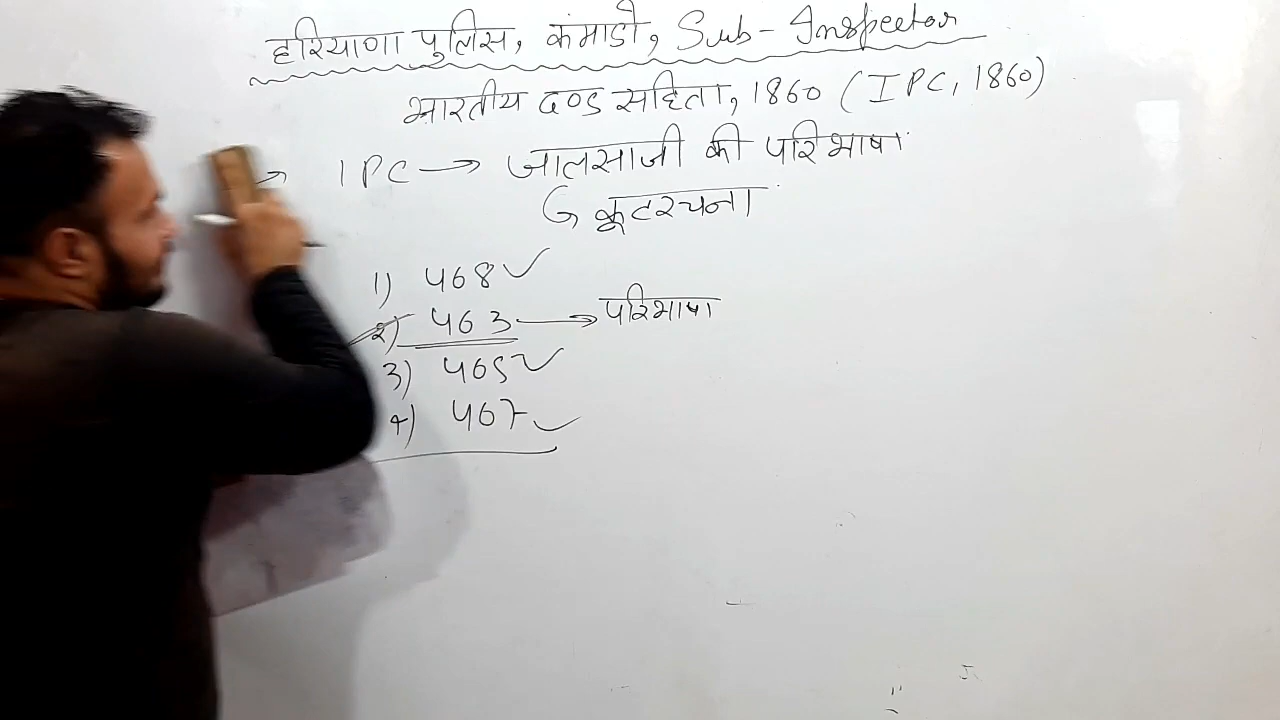 हरियाणा पुलिस, कंमाडो, Sub-Inspector
भारतीय दण्ड सहिता, 1860 (IPC, 1860)
→ IPC → जालसाजी की परिभाषा
↳ कूटरचना
1) 468 ✓
2) 463 → परिभाषा
3) 465 ✓
4) 467 ✓